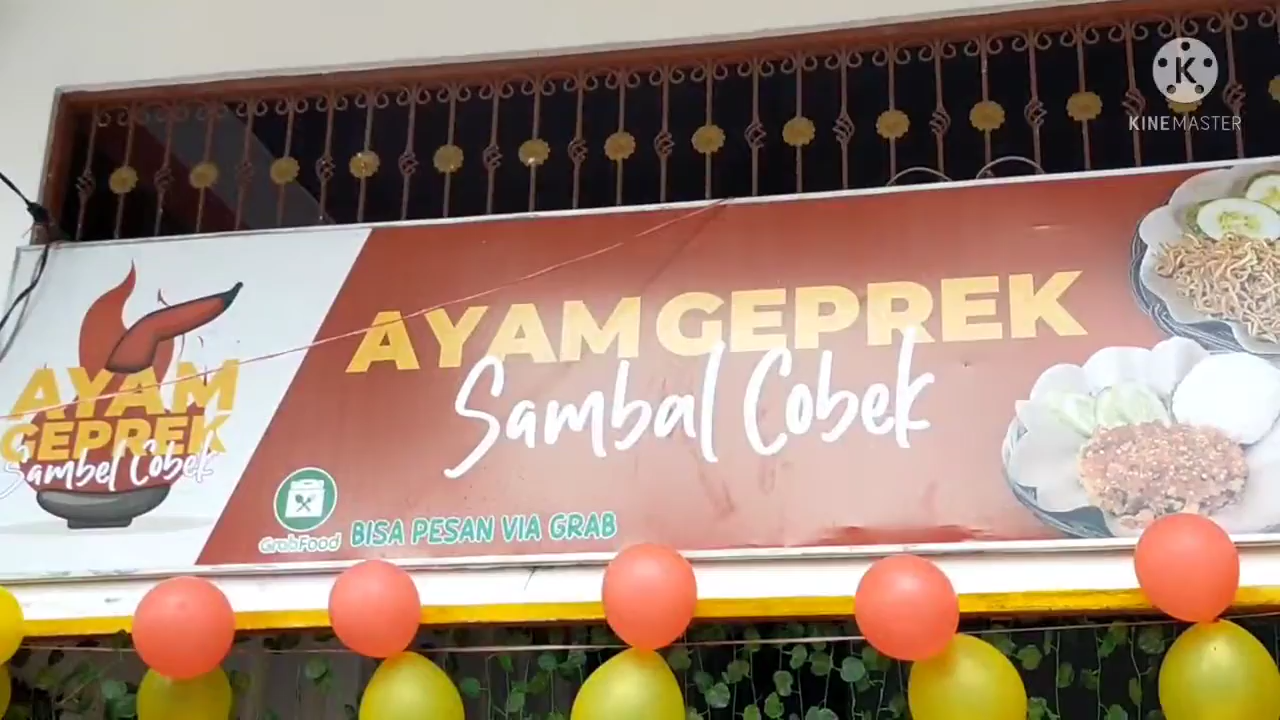 KINEMASTER
AYAM GEPREK
Sambal Cobek
AYAM
GEPREK
Sambel Cobek
GrabFood
BISA PESAN VIA GRAB